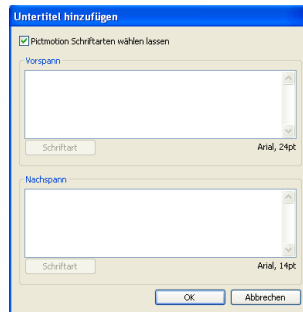 Untertitel hinzufügen
Pictmotion Schriftarten wählen lassen
Vorspann
Schriftart
Arial, 24pt
Nachspann
Schriftart
Arial, 14pt
OK
Abbrechen